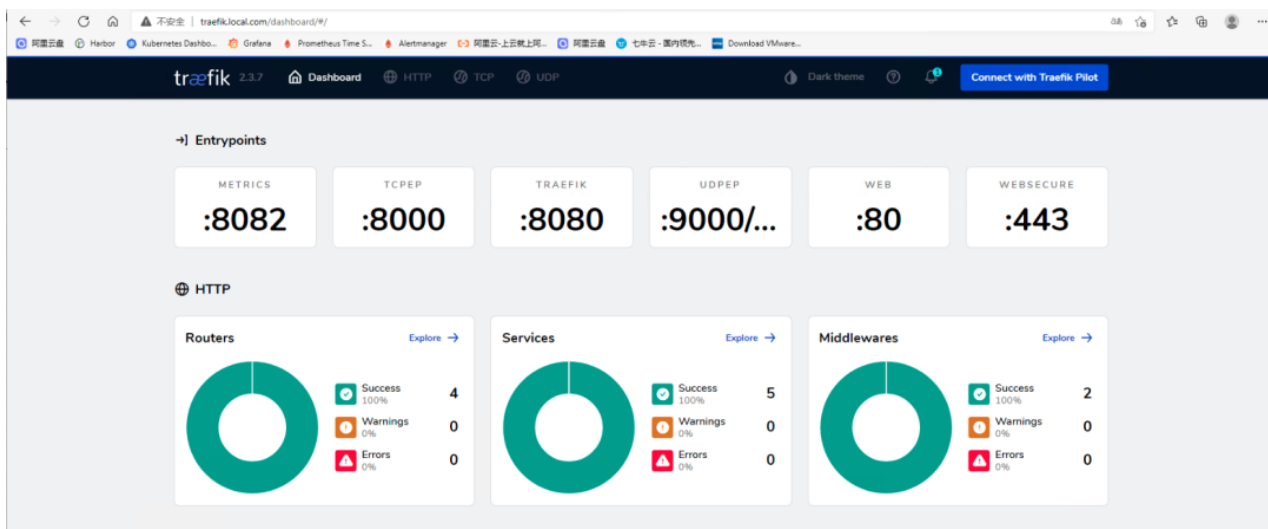 不安全 | traefik.local.com/dashboard/#/
阿里云盘 Harbor Kubernetes Dashbo... Grafana Prometheus Time S... Alertmanager 阿里云-上云就上阿... 阿里云盘 七牛云 - 国内领先... Download VMware...
træfik 2.3.7 Dashboard HTTP TCP UDP Dark theme 1 Connect with Traefik Pilot
Entrypoints
METRICS TCPEP TRAEFIK UDPEP WEB WEBSECURE
:8082 :8000 :8080 :9000/... :80 :443
HTTP
Routers Explore → Services Explore → Middlewares Explore →
Success 4 Success 5 Success 2
100% 100% 100%
Warnings 0 Warnings 0 Warnings 0
0% 0% 0%
Errors 0 Errors 0 Errors 0
0% 0% 0%